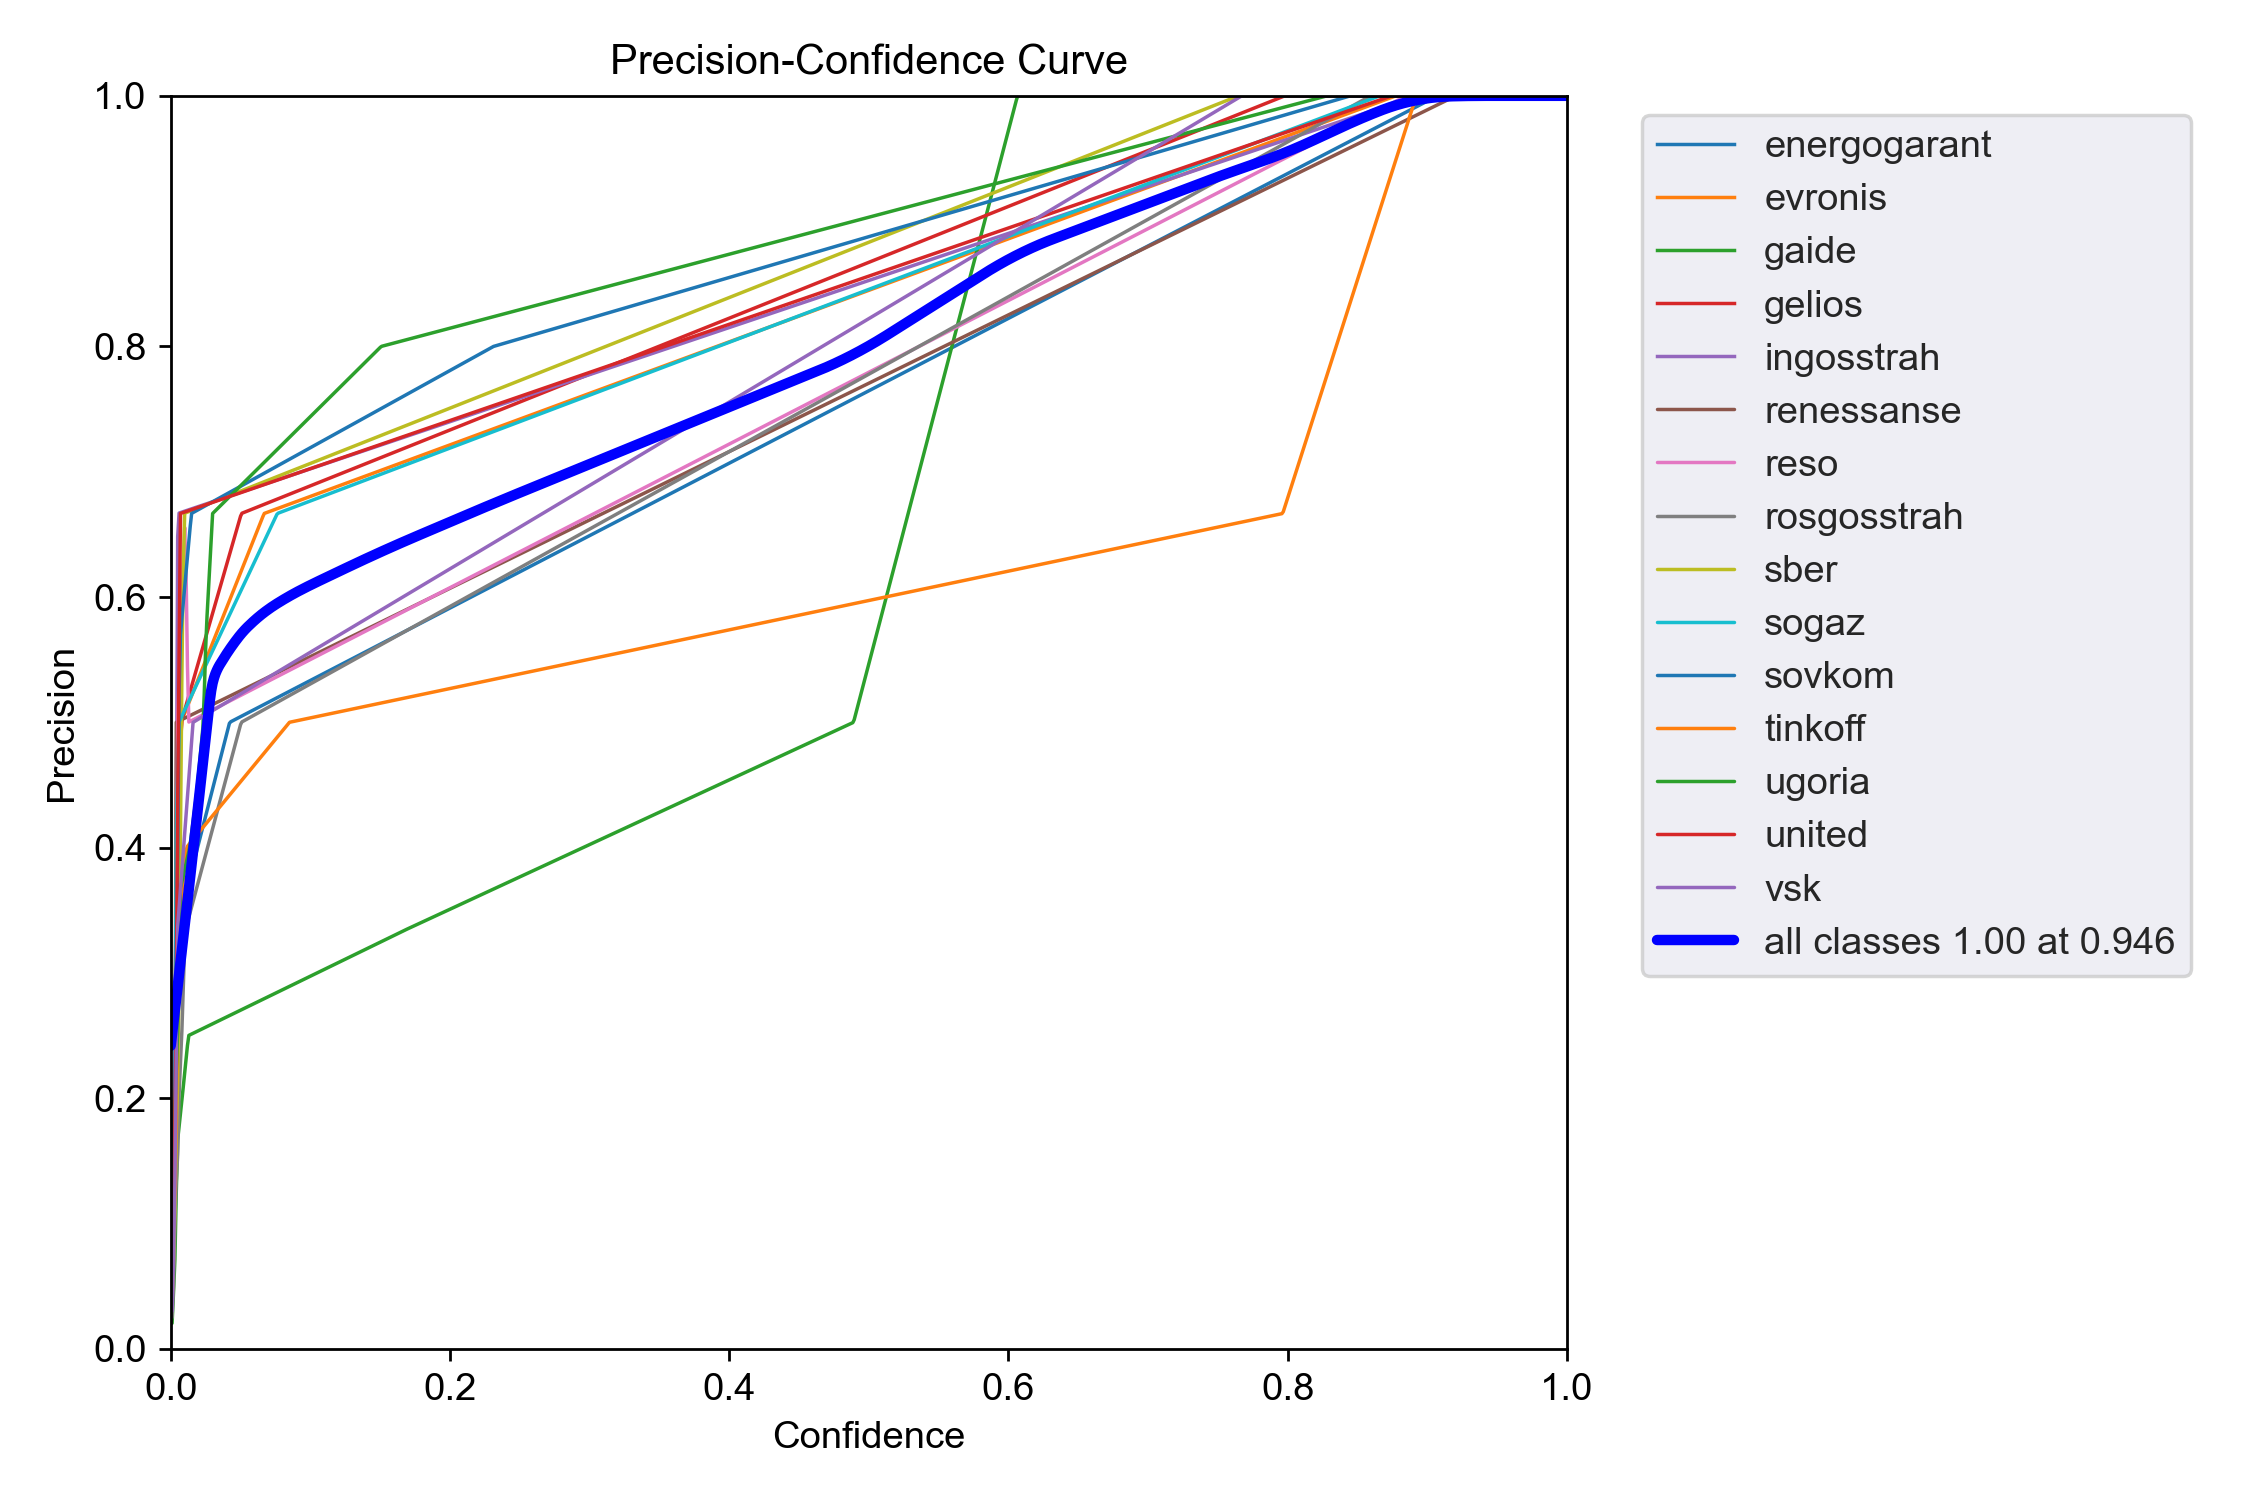 Precision-Confidence Curve
1.0
0.8
0.6
0.4
0.2
0.0
Precision
0.0 0.2 0.4 0.6 0.8 1.0
Confidence
energogarant
evronis
gaide
gelios
ingosstrah
renessanse
reso
rosgosstrah
sber
sogaz
sovkom
tinkoff
ugoria
united
vsk
all classes 1.00 at 0.946